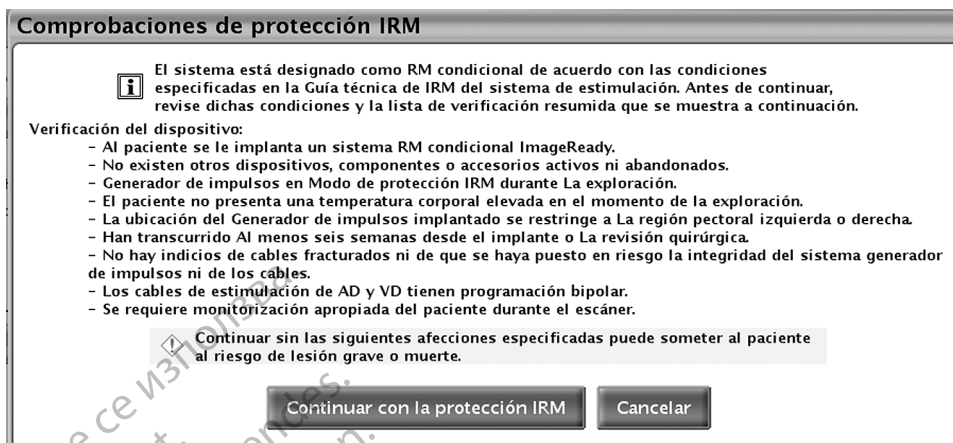 Comprobaciones de protección IRM
El sistema está designado como RM condicional de acuerdo con las condiciones
especificadas en la Guía técnica de IRM del sistema de estimulación. Antes de continuar,
revise dichas condiciones y la lista de verificación resumida que se muestra a continuación.
Verificación del dispositivo:
– Al paciente se le implanta un sistema RM condicional ImageReady.
– No existen otros dispositivos, componentes o accesorios activos ni abandonados.
– Generador de impulsos en Modo de protección IRM durante La exploración.
– El paciente no presenta una temperatura corporal elevada en el momento de la exploración.
– La ubicación del Generador de impulsos implantado se restringe a La región pectoral izquierda o derecha.
– Han transcurrido Al menos seis semanas desde el implante o La revisión quirúrgica.
– No hay indicios de cables fracturados ni de que se haya puesto en riesgo la integridad del sistema generador
de impulsos ni de los cables.
– Los cables de estimulación de AD y VD tienen programación bipolar.
– Se requiere monitorización apropiada del paciente durante el escáner.
Continuar sin las siguientes afecciones especificadas puede someter al paciente
al riesgo de lesión grave o muerte.
Continuar con la protección IRM
Cancelar
се използва.